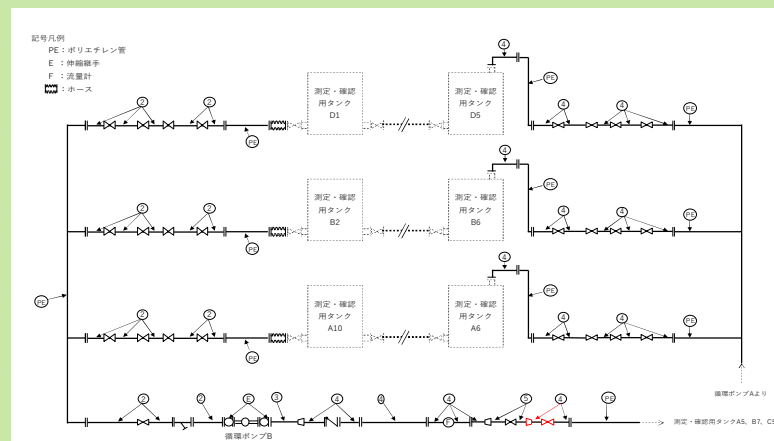 記号凡例
PE：ポリエチレン管
E ：伸縮継手
F ：流量計
：ホース
4
PE
2
2
測定・確認
用タンク
D1
測定・確認
用タンク
D5
4
4
PE
PE
4
PE
2
2
測定・確認
用タンク
B2
測定・確認
用タンク
B6
4
4
PE
PE
4
PE
PE
2
2
測定・確認
用タンク
A10
測定・確認
用タンク
A6
4
4
PE
PE
循環ポンプAより
2
2
E
3
4
4
4
5
4
PE
F
循環ポンプB
測定・確認用タンクA5、B7、C5